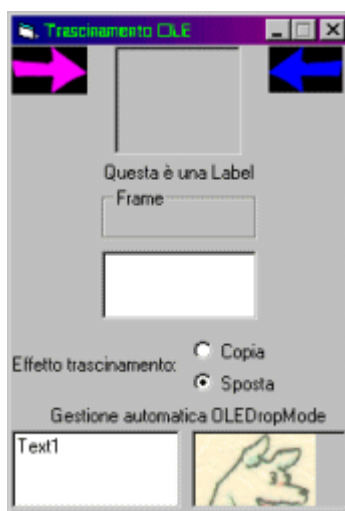 Trascinamento OLE
Questa è una Label
Frame
Effetto trascinamento:
Copia
Sposta
Gestione automatica OLEDropMode
Text1